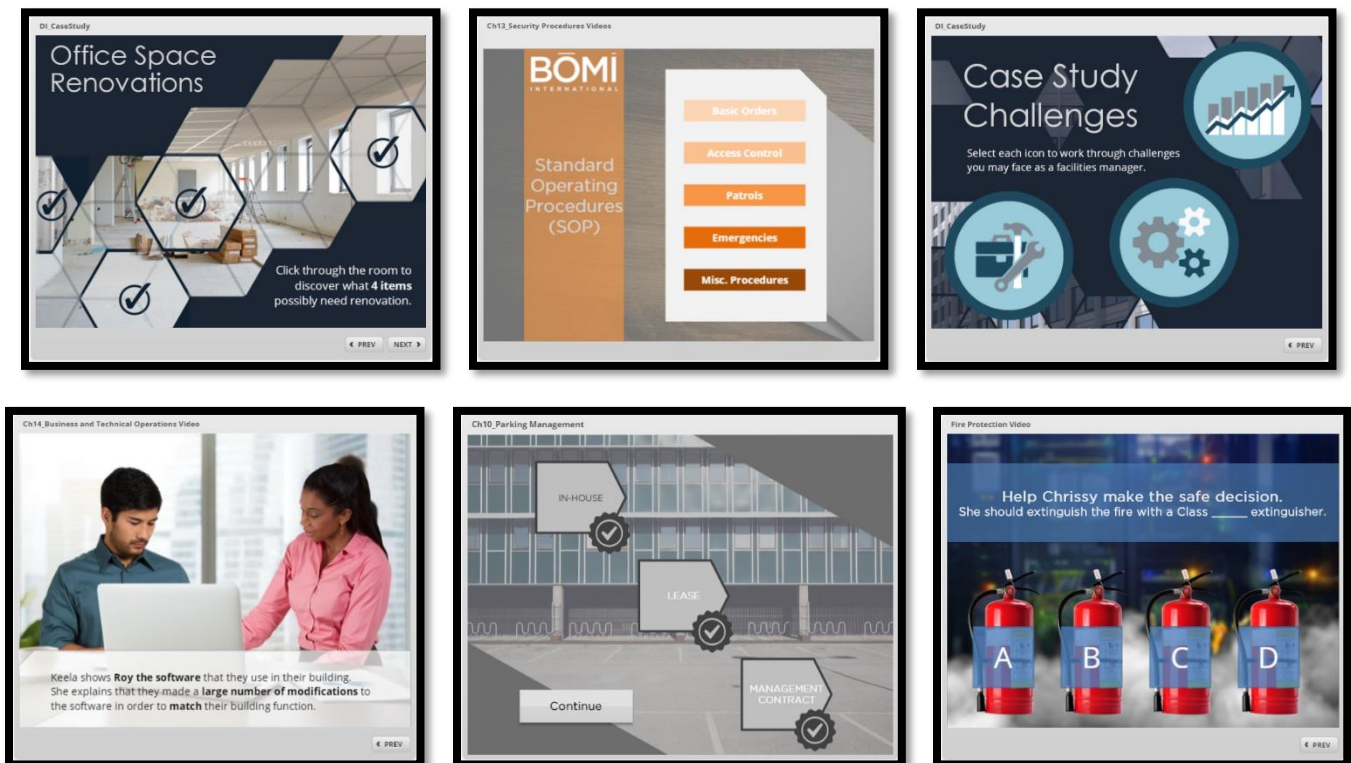 DI_CaseStudy
Office Space
Renovations
Click through the room to
discover what 4 items
possibly need renovation.
PREV
NEXT
Ch13_Security Procedures Videos
BOMI
INTERNATIONAL
Standard
Operating
Procedures
(SOP)
Basic Orders
Access Control
Patrols
Emergencies
Misc. Procedures
DI_CaseStudy
Case Study
Challenges
Select each icon to work through challenges
you may face as a facilities manager.
PREV
Ch14_Business and Technical Operations Video
Keela shows Roy the software that they use in their building.
She explains that they made a large number of modifications to
the software in order to match their building function.
PREV
Ch10_Parking Management
IN-HOUSE
LEASE
MANAGEMENT
CONTRACT
Continue
Fire Protection Video
Help Chrissy make the safe decision.
She should extinguish the fire with a Class _____ extinguisher.
A B C D
PREV